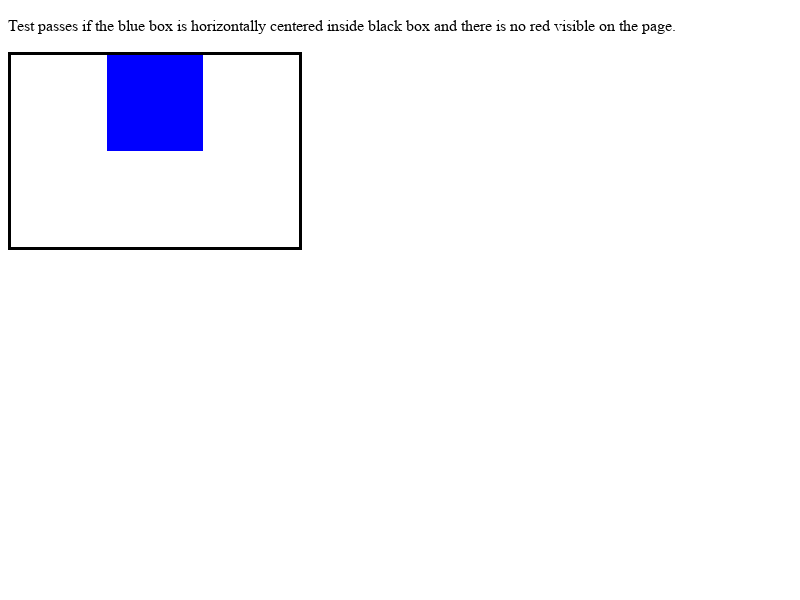 Test passes if the blue box is horizontally centered inside black box and there is no red visible on the page.